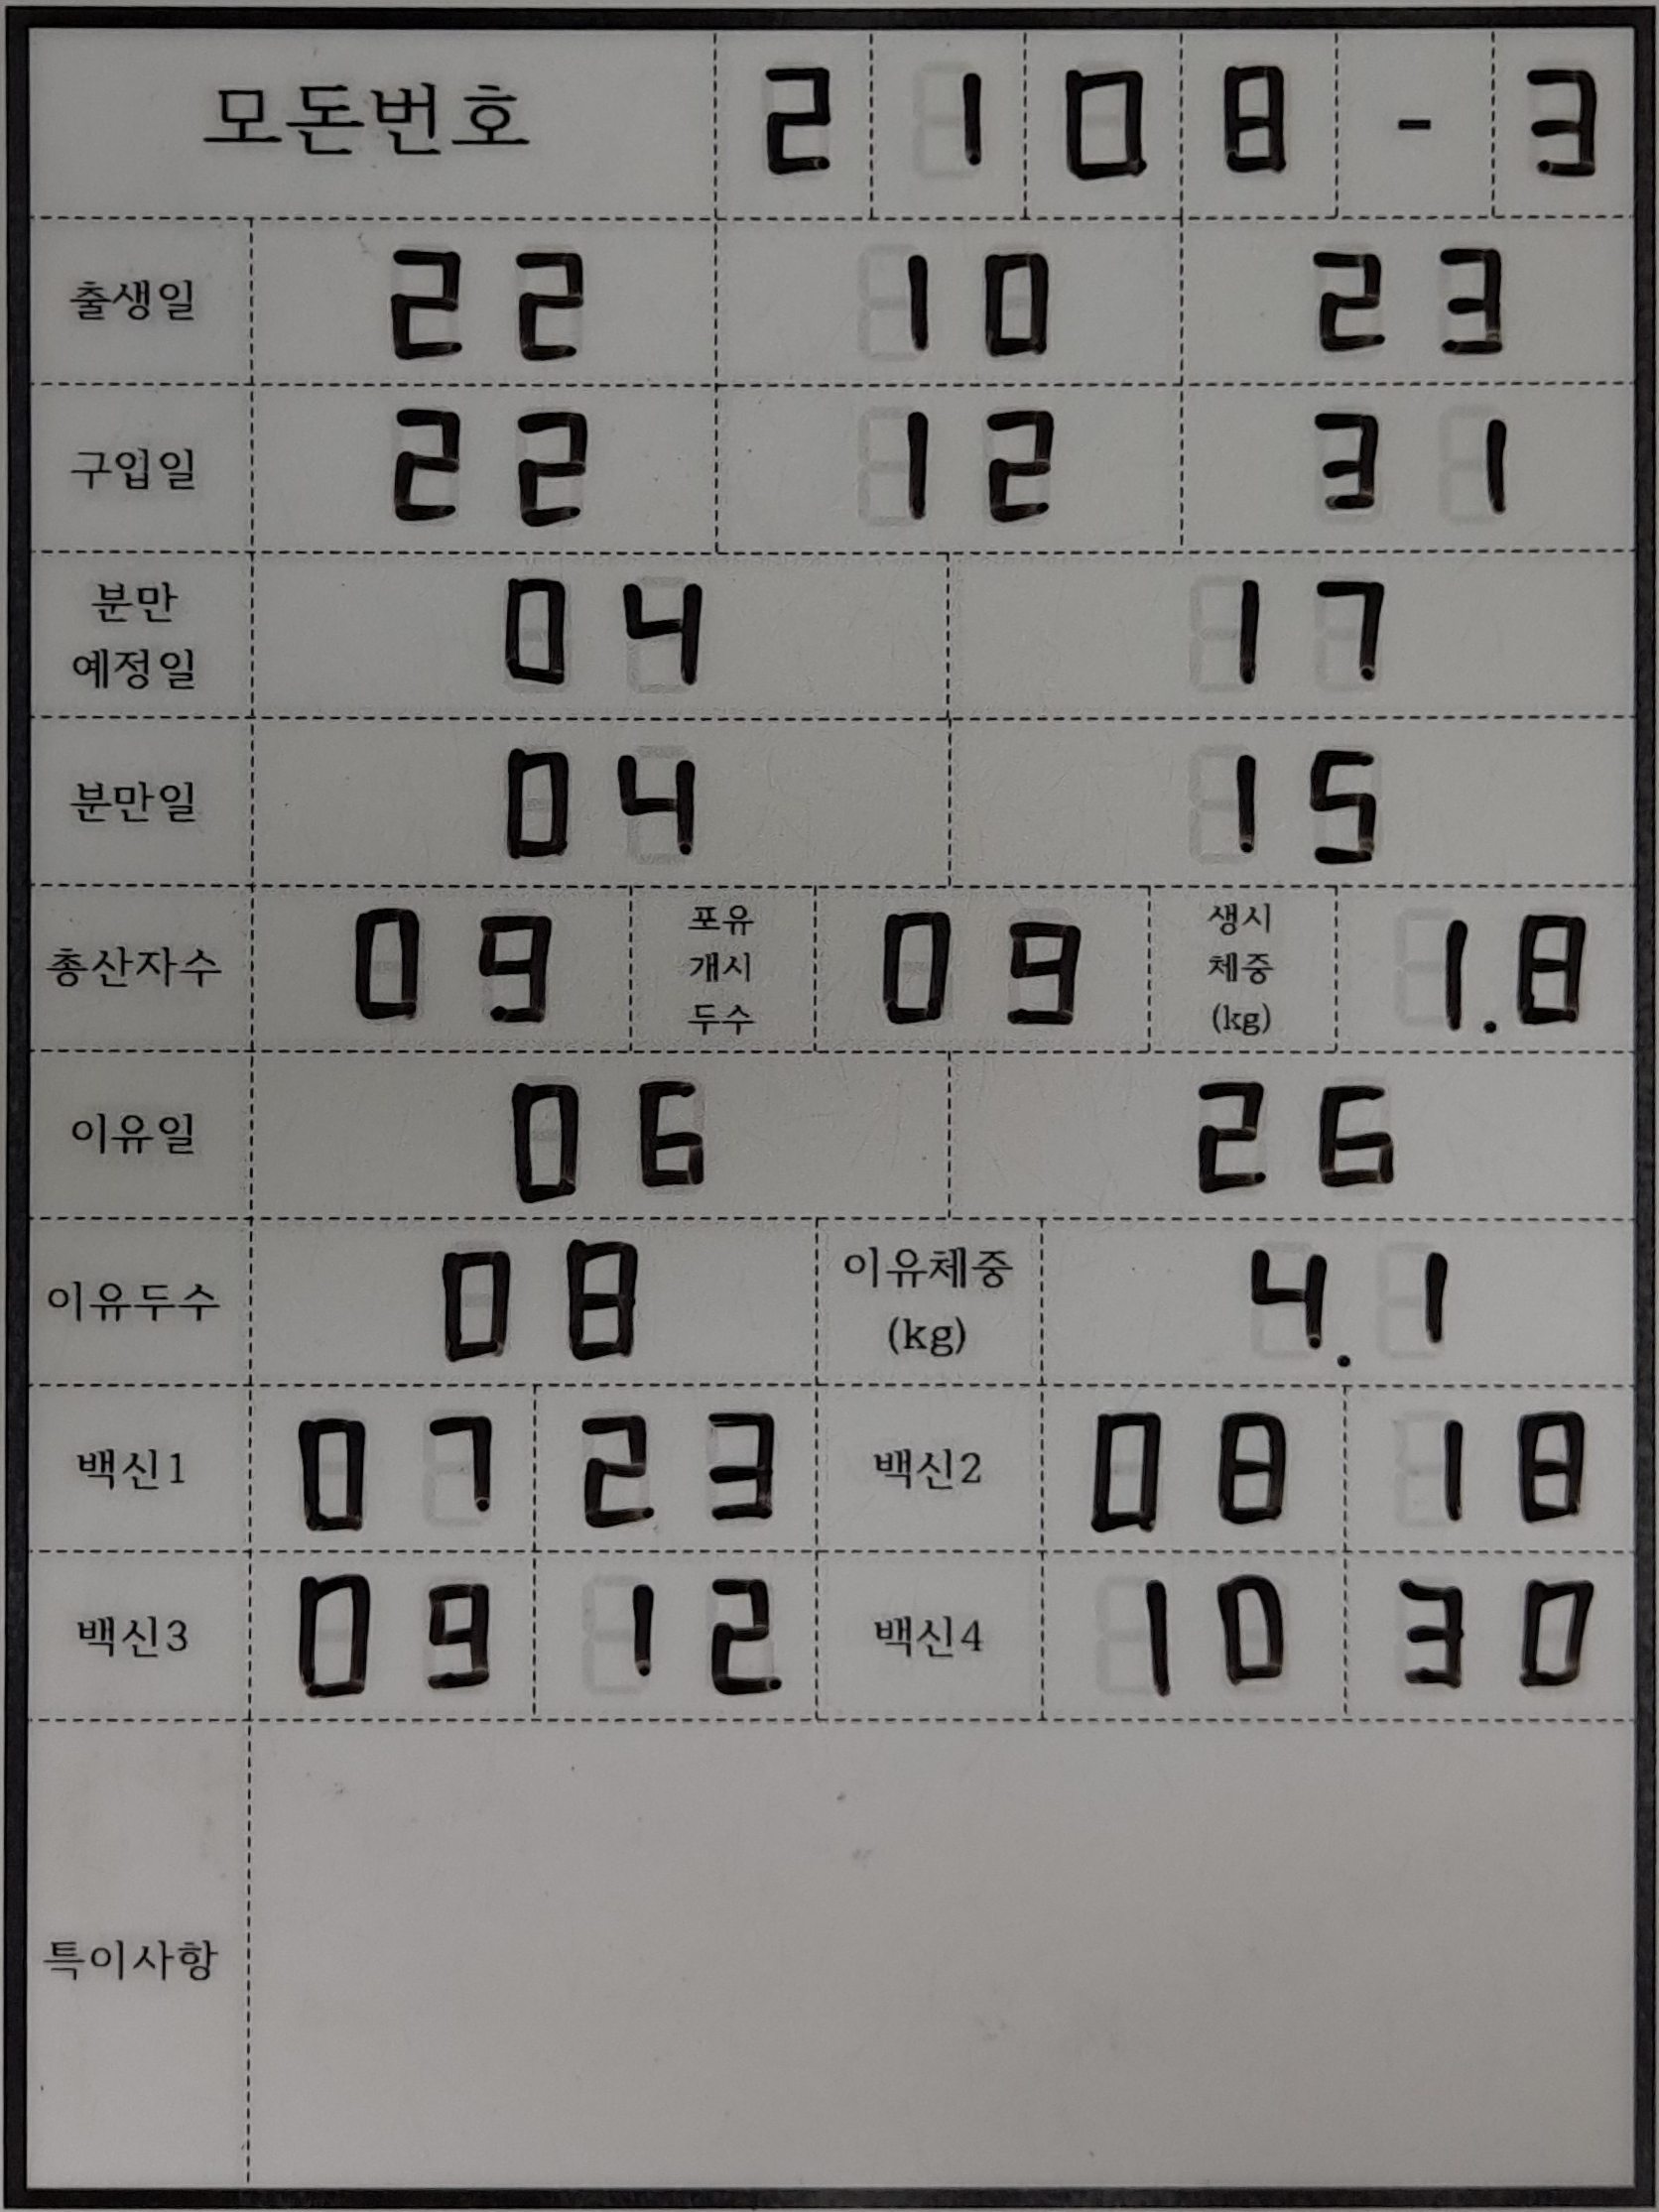 모돈번호 2 1 0 8 - 3
출생일 22 10 23
구입일 22 12 31
분만 예정일 04 17
분만일 04 15
총산자수 09 포유 개시 두수 09 생시 체중 (kg) 1.8
이유일 06 26
이유두수 08 이유체중 (kg) 4.1
백신1 07 23 백신2 08 18
백신3 09 12 백신4 10 30
특이사항